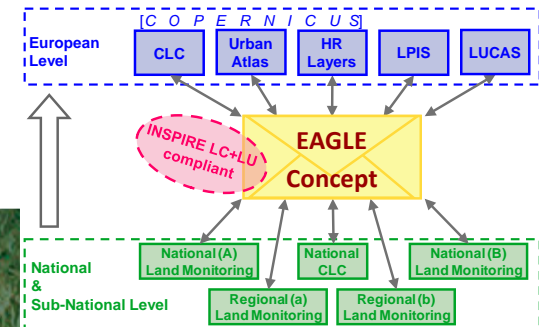 [C O P E R N I C U S]
European
Level
CLC
Urban
Atlas
HR
Layers
LPIS
LUCAS
INSPIRE LC+LU
compliant
EAGLE
Concept
National
&
Sub-National Level
National (A)
Land Monitoring
National
CLC
National (B)
Land Monitoring
Regional (a)
Land Monitoring
Regional (b)
Land Monitoring